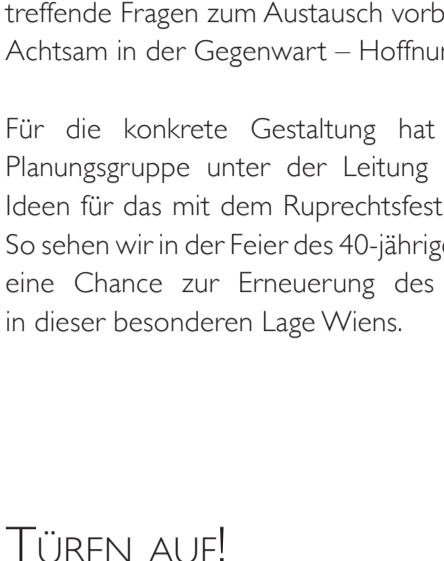 treffende Fragen zum Austausch vorb
Achtsam in der Gegenwart – Hoffnu
Für die konkrete Gestaltung hat
Planungsgruppe unter der Leitung
Ideen für das mit dem Ruprechtsfest
So sehen wir in der Feier des 40-jährig
eine Chance zur Erneuerung des
in dieser besonderen Lage Wiens.
Türen auf!